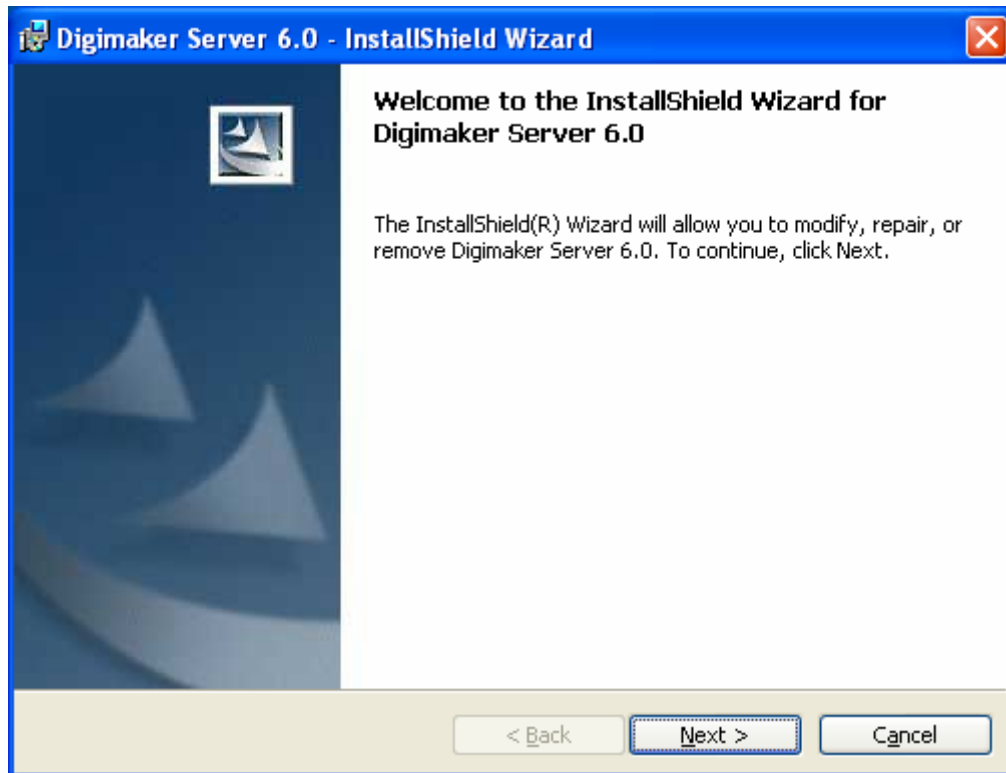 Digimaker Server 6.0 - InstallShield Wizard
Welcome to the InstallShield Wizard for
Digimaker Server 6.0
The InstallShield(R) Wizard will allow you to modify, repair, or
remove Digimaker Server 6.0. To continue, click Next.
< Back Next > Cancel